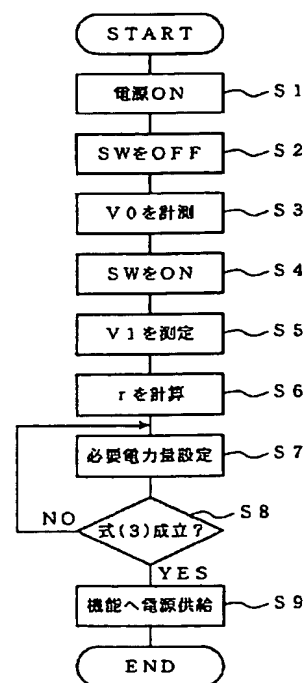 START
電源ON
S1
SWをOFF
S2
V0を計測
S3
SWをON
S4
V1を測定
S5
rを計算
S6
必要電力量設定
S7
式(3)成立?
S8
NO
YES
機能へ電源供給
S9
END